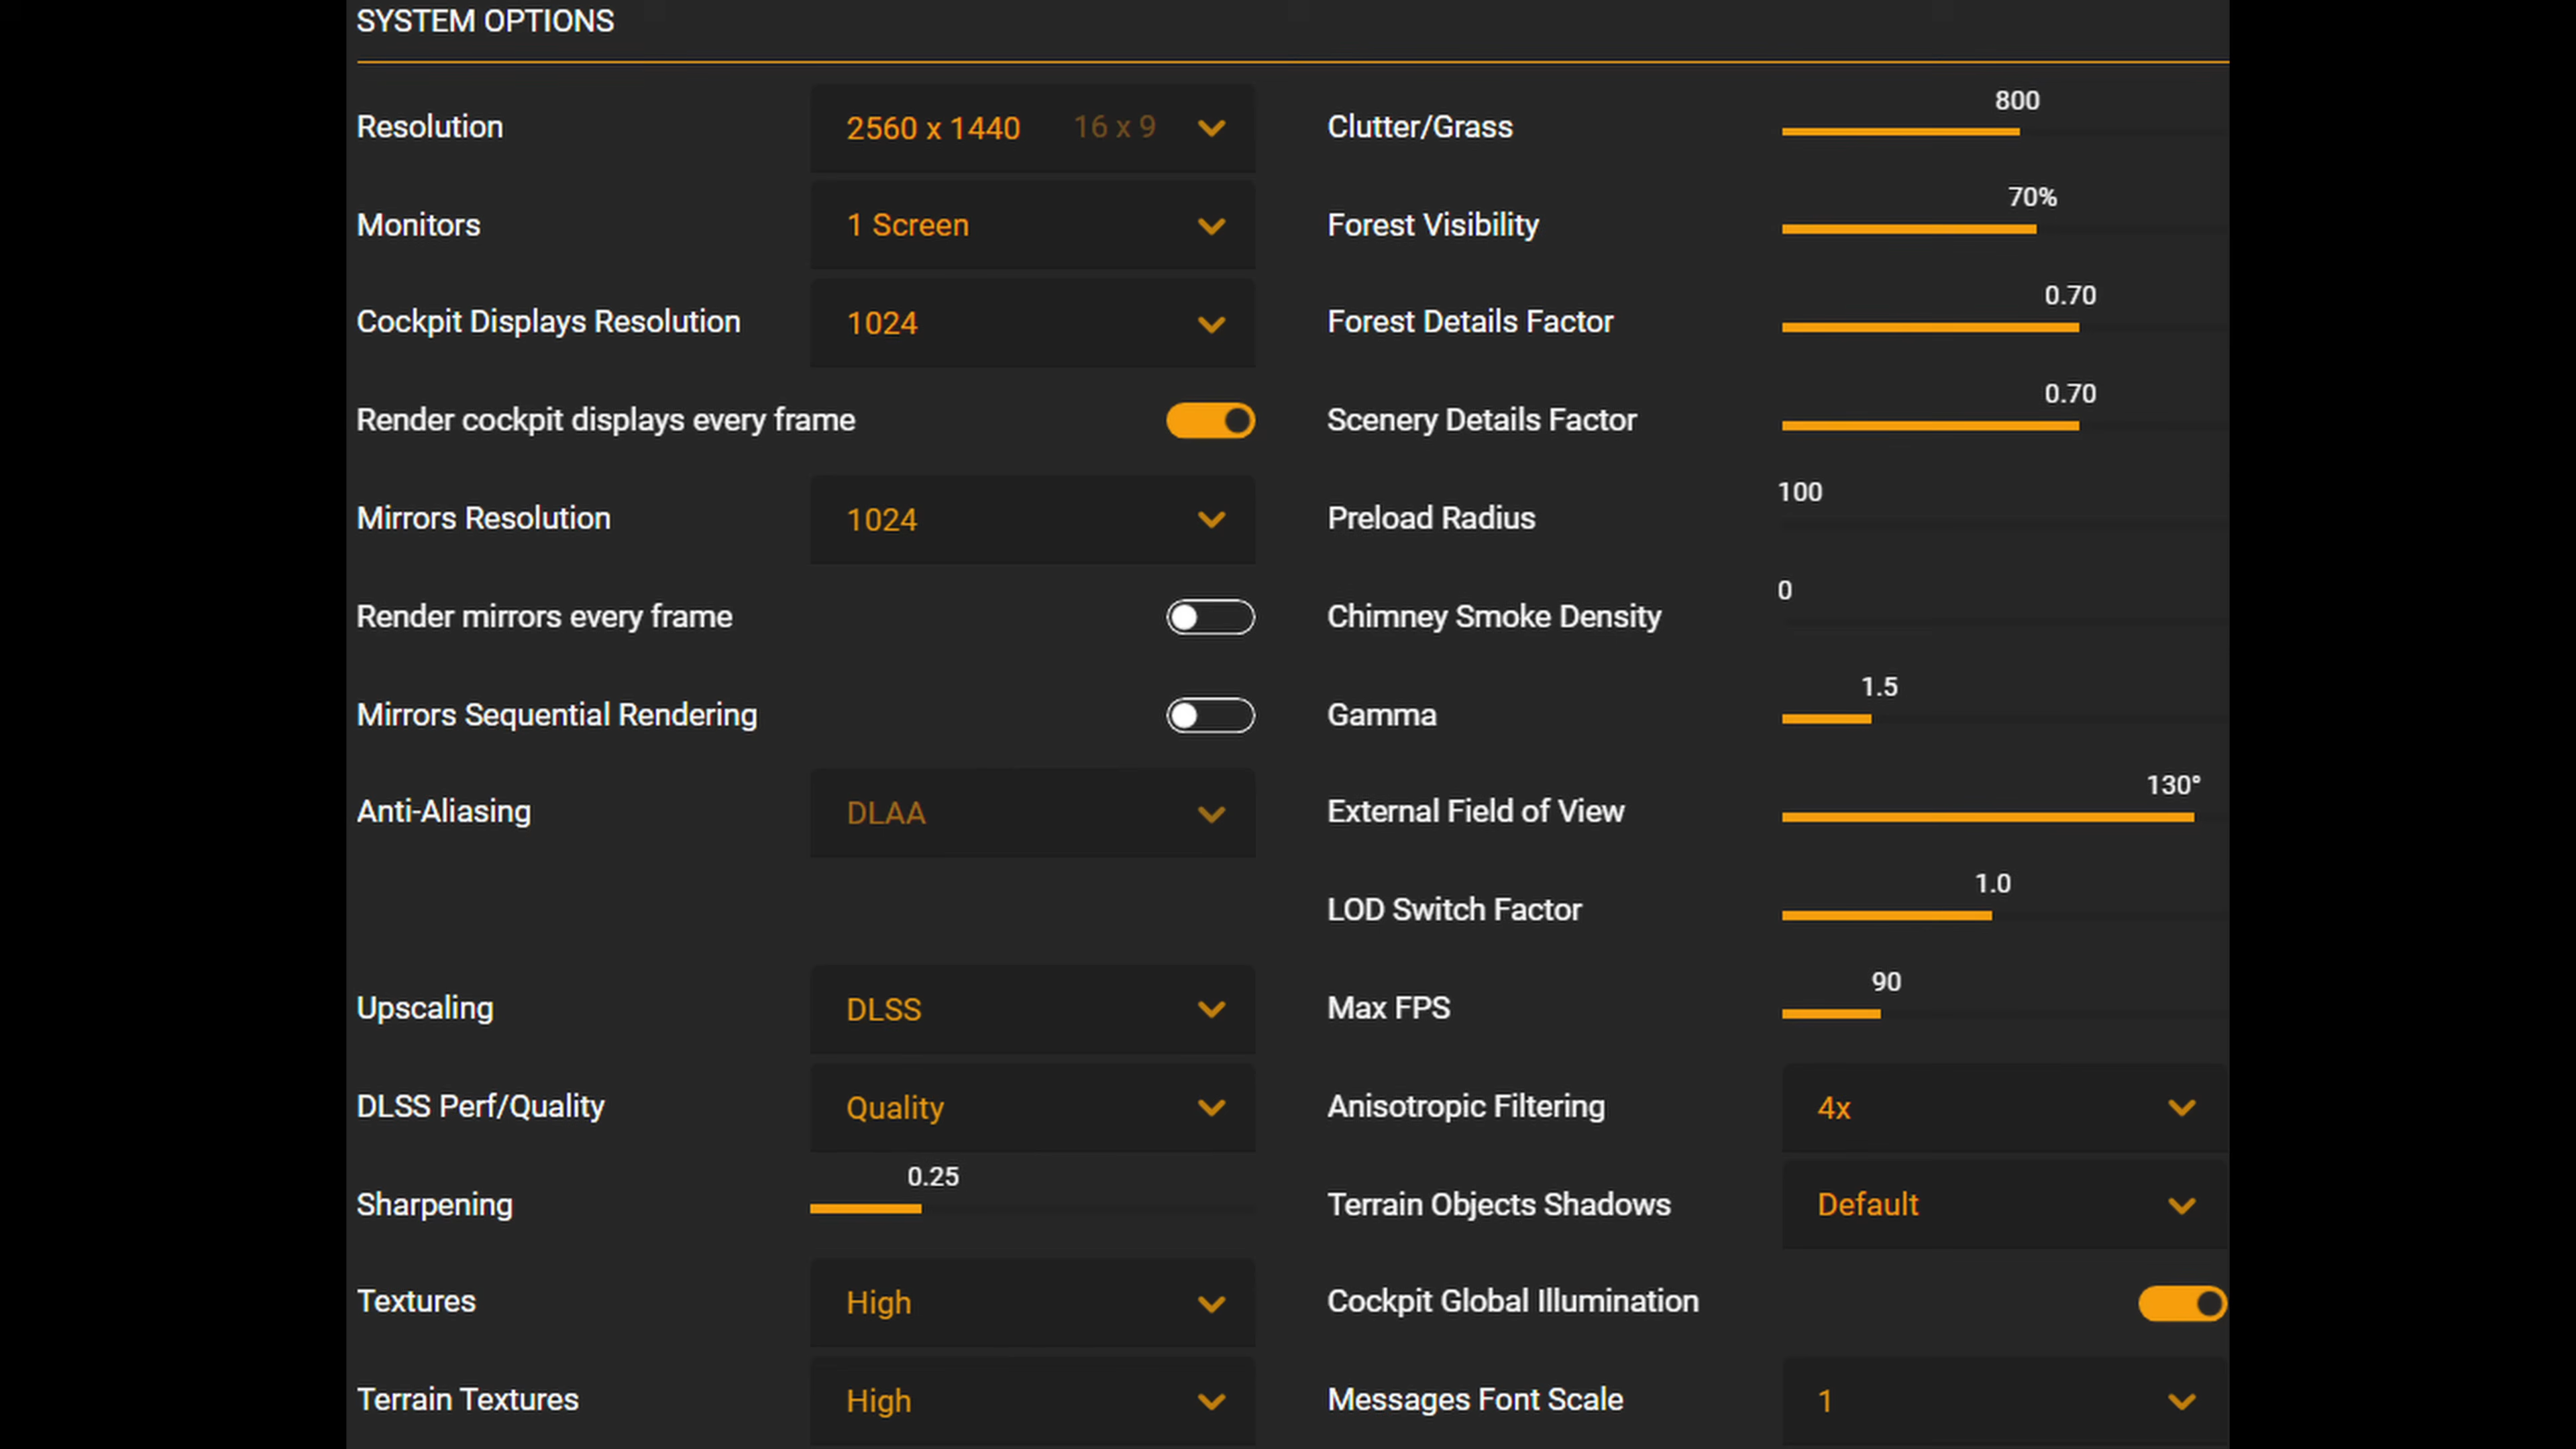 SYSTEM OPTIONS
Resolution
2560 x 1440 16 x 9
Monitors
1 Screen
Cockpit Displays Resolution
1024
Render cockpit displays every frame
Mirrors Resolution
1024
Render mirrors every frame
Mirrors Sequential Rendering
Anti-Aliasing
DLAA
Upscaling
DLSS
DLSS Perf/Quality
Quality
Sharpening
0.25
Textures
High
Terrain Textures
High
Clutter/Grass
800
Forest Visibility
70%
Forest Details Factor
0.70
Scenery Details Factor
0.70
Preload Radius
100
Chimney Smoke Density
0
Gamma
1.5
External Field of View
130°
LOD Switch Factor
1.0
Max FPS
90
Anisotropic Filtering
4x
Terrain Objects Shadows
Default
Cockpit Global Illumination
Messages Font Scale
1